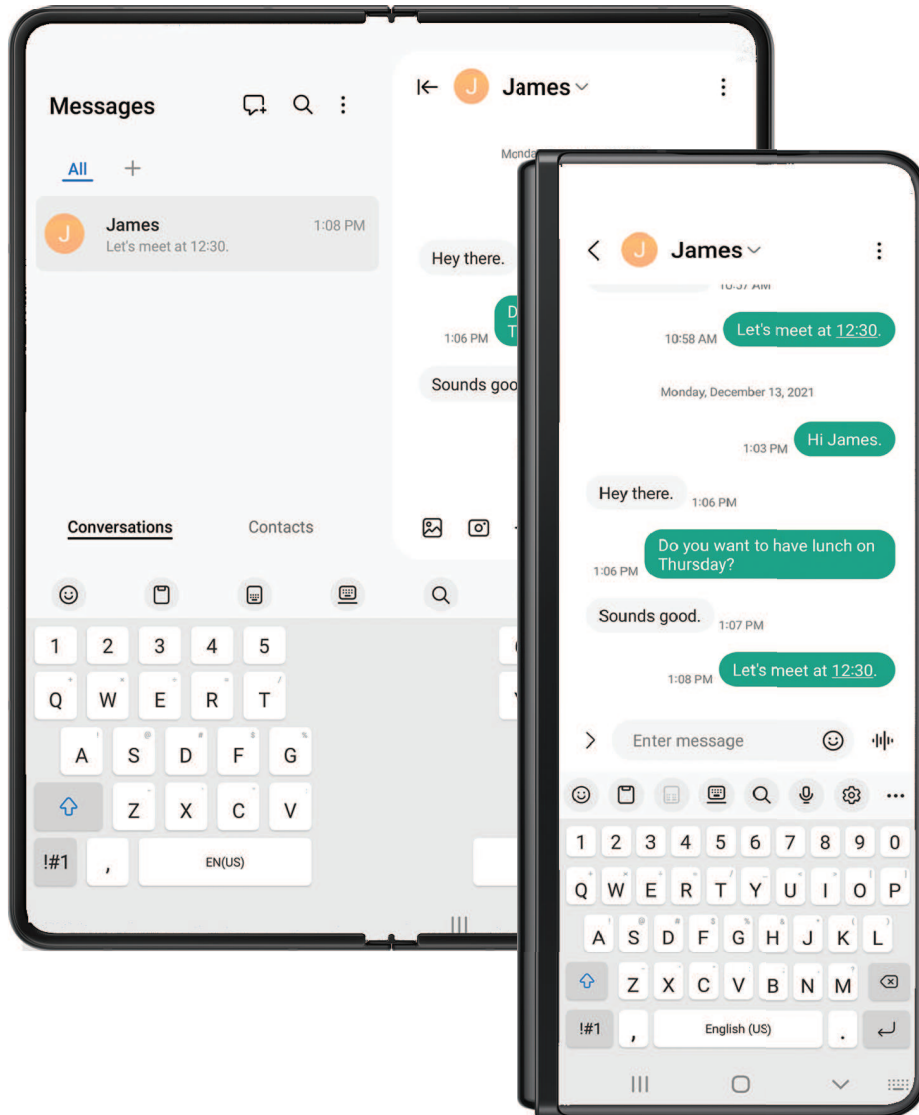 Messages
All
J
James
1:08 PM
Let's meet at 12:30.
Conversations
Contacts
J
James
Hey there.
1:06 PM
1 2 3 4 5
Q W E R T
A S D F G
Z X C V
!#1 , EN(US)
J
James
10:57 AM
10:58 AM
Let's meet at 12:30.
Monday, December 13, 2021
1:03 PM
Hi James.
Hey there.
1:06 PM
Do you want to have lunch on
Thursday?
1:06 PM
Sounds good.
1:07 PM
1:08 PM
Let's meet at 12:30.
Enter message
1 2 3 4 5 6 7 8 9 0
Q W E R T Y U I O P
A S D F G H J K L
Z X C V B N M
!#1 , English (US) .